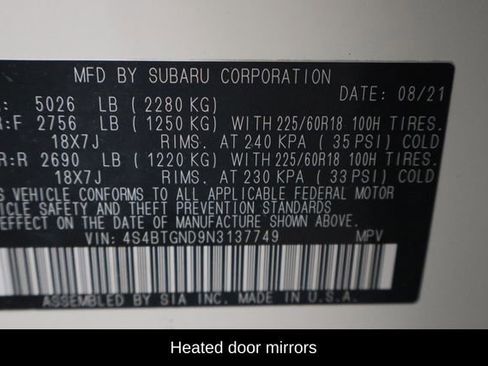 MFD BY SUBARU CORPORATION
DATE: 08/21
: 5026 LB (2280 KG)
R:F 2756 LB (1250 KG) WITH 225/60R18 100H TIRES.
18X7J RIMS. AT 240 KPA (35 PSI) COLD
R:R 2690 LB (1220 KG) WITH 225/60R18 100H TIRES.
18X7J RIMS. AT 230 KPA (33 PSI) COLD
S VEHICLE CONFORMS TO ALL APPLICABLE FEDERAL MOTOR
HICLE SAFETY AND THEFT PREVENTION STANDARDS
EFFECT ON THE DATE OF MANUFACTURE SHOWN ABOVE.
VIN: 4S4BTGND9N3137749 MPV
ASSEMBLED BY SIA INC. MADE IN U.S.A.
Heated door mirrors